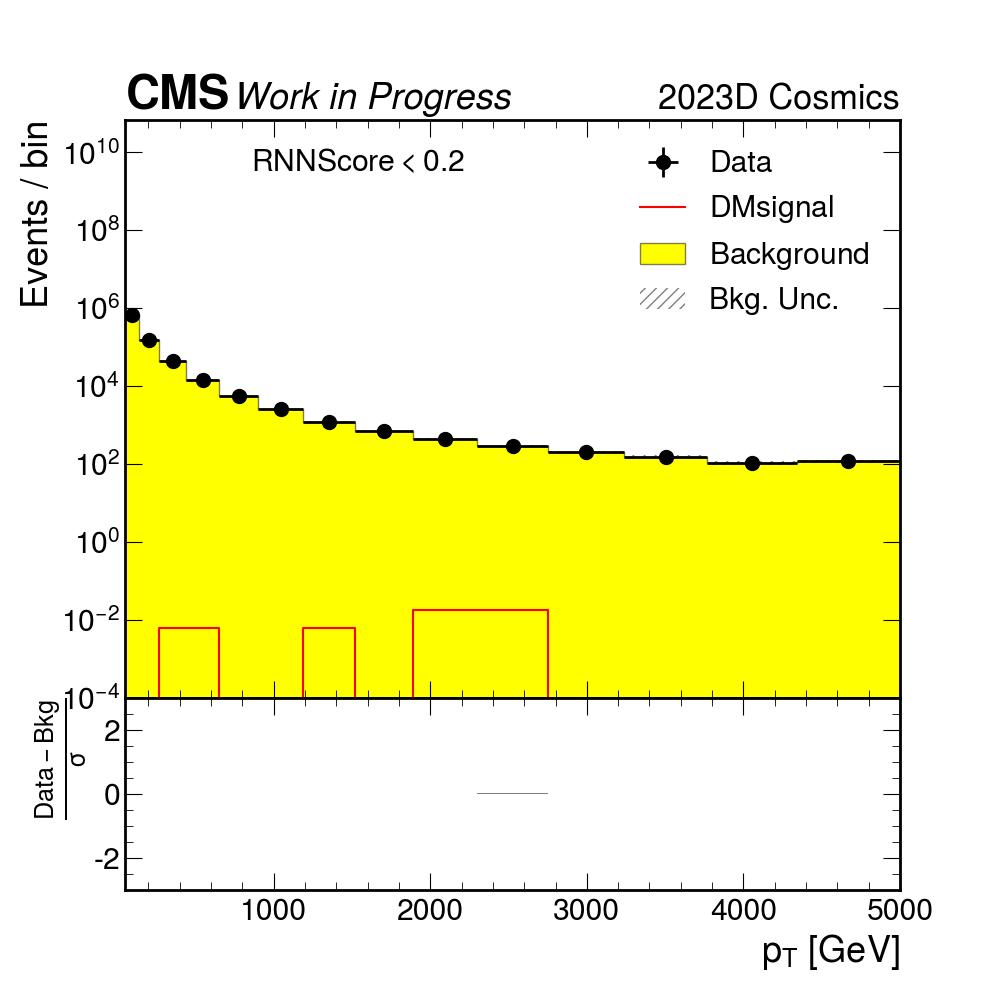 CMS Work in Progress 2023D Cosmics
Events / bin
RNNScore < 0.2
Data
DMsignal
Background
Bkg. Unc.
10^10
10^8
10^6
10^4
10^2
10^0
10^−2
10^−4
Data – Bkg
σ
2
0
-2
1000 2000 3000 4000 5000
p_T [GeV]